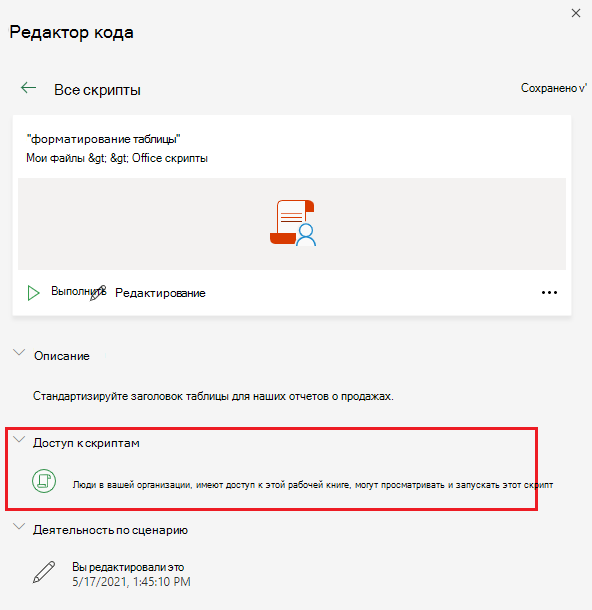 Редактор кода
Все скрипты
Сохранено v'
"форматирование таблицы"
Мои файлы &gt; &gt; Office скрипты
Выполнить
Редактирование
Описание
Стандартизируйте заголовок таблицы для наших отчетов о продажах.
Доступ к скриптам
Люди в вашей организации, имеют доступ к этой рабочей книге, могут просматривать и запускать этот скрипт
Деятельность по сценарию
Вы редактировали это
5/17/2021, 1:45:10 PM